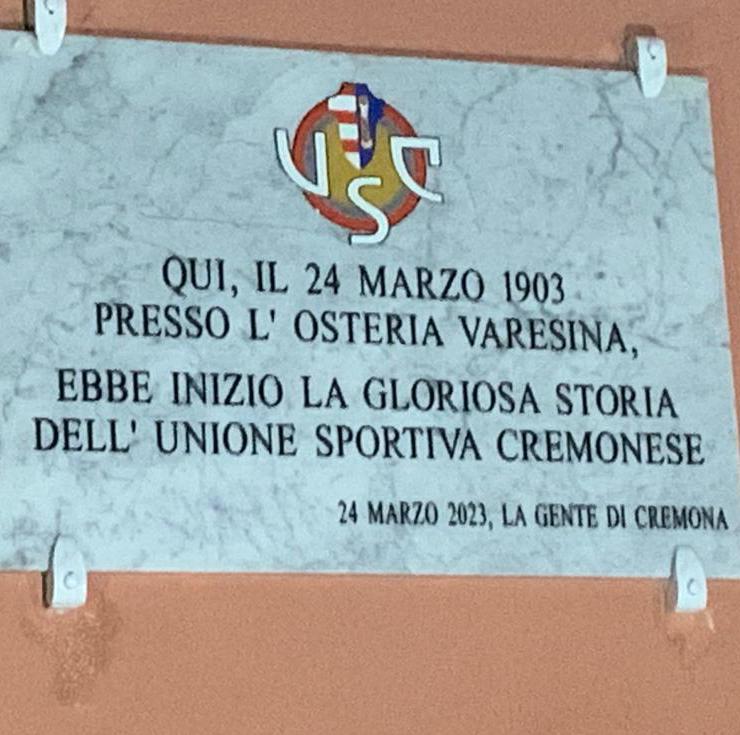 USC
QUI, IL 24 MARZO 1903
PRESSO L' OSTERIA VARESINA,
EBBE INIZIO LA GLORIOSA STORIA
DELL' UNIONE SPORTIVA CREMONESE
24 MARZO 2023, LA GENTE DI CREMONA